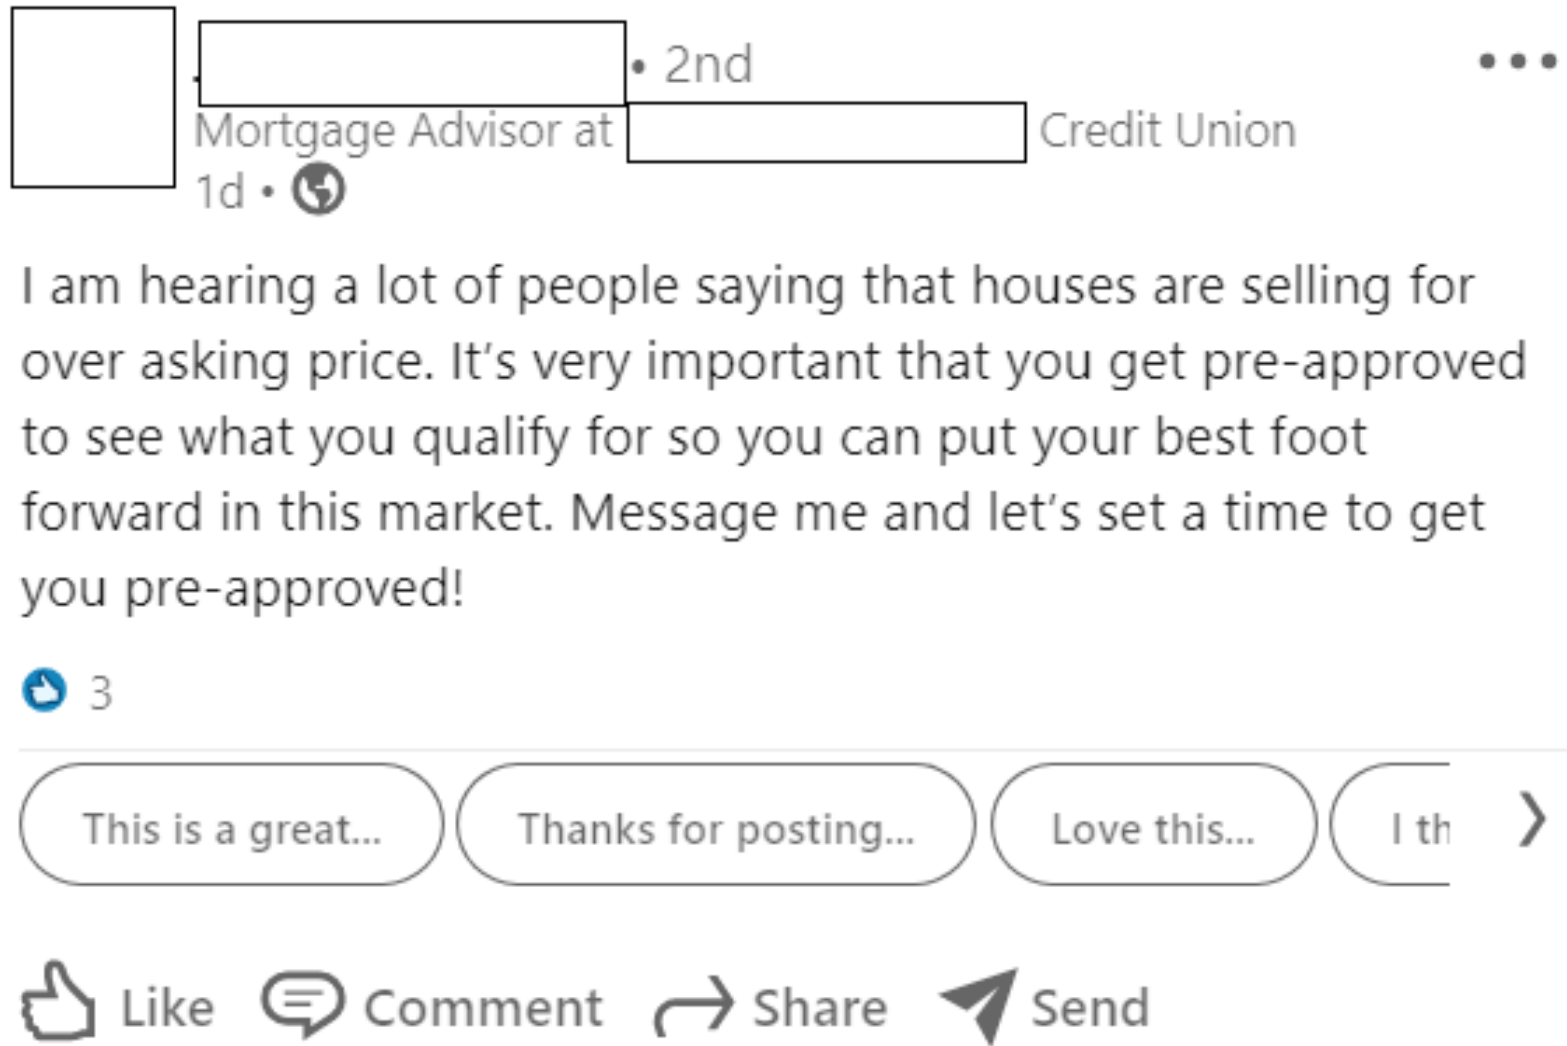 • 2nd
Mortgage Advisor at Credit Union
1d •
I am hearing a lot of people saying that houses are selling for
over asking price. It’s very important that you get pre-approved
to see what you qualify for so you can put your best foot
forward in this market. Message me and let’s set a time to get
you pre-approved!
3
This is a great... Thanks for posting... Love this... I th
Like Comment Share Send